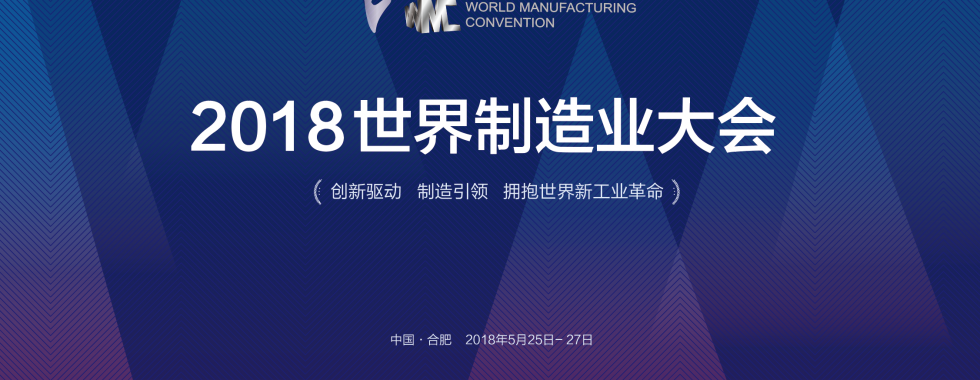 WORLD MANUFACTURING
CONVENTION
2018世界制造业大会
创新驱动 制造引领 拥抱世界新工业革命
中国·合肥 2018年5月25日-27日